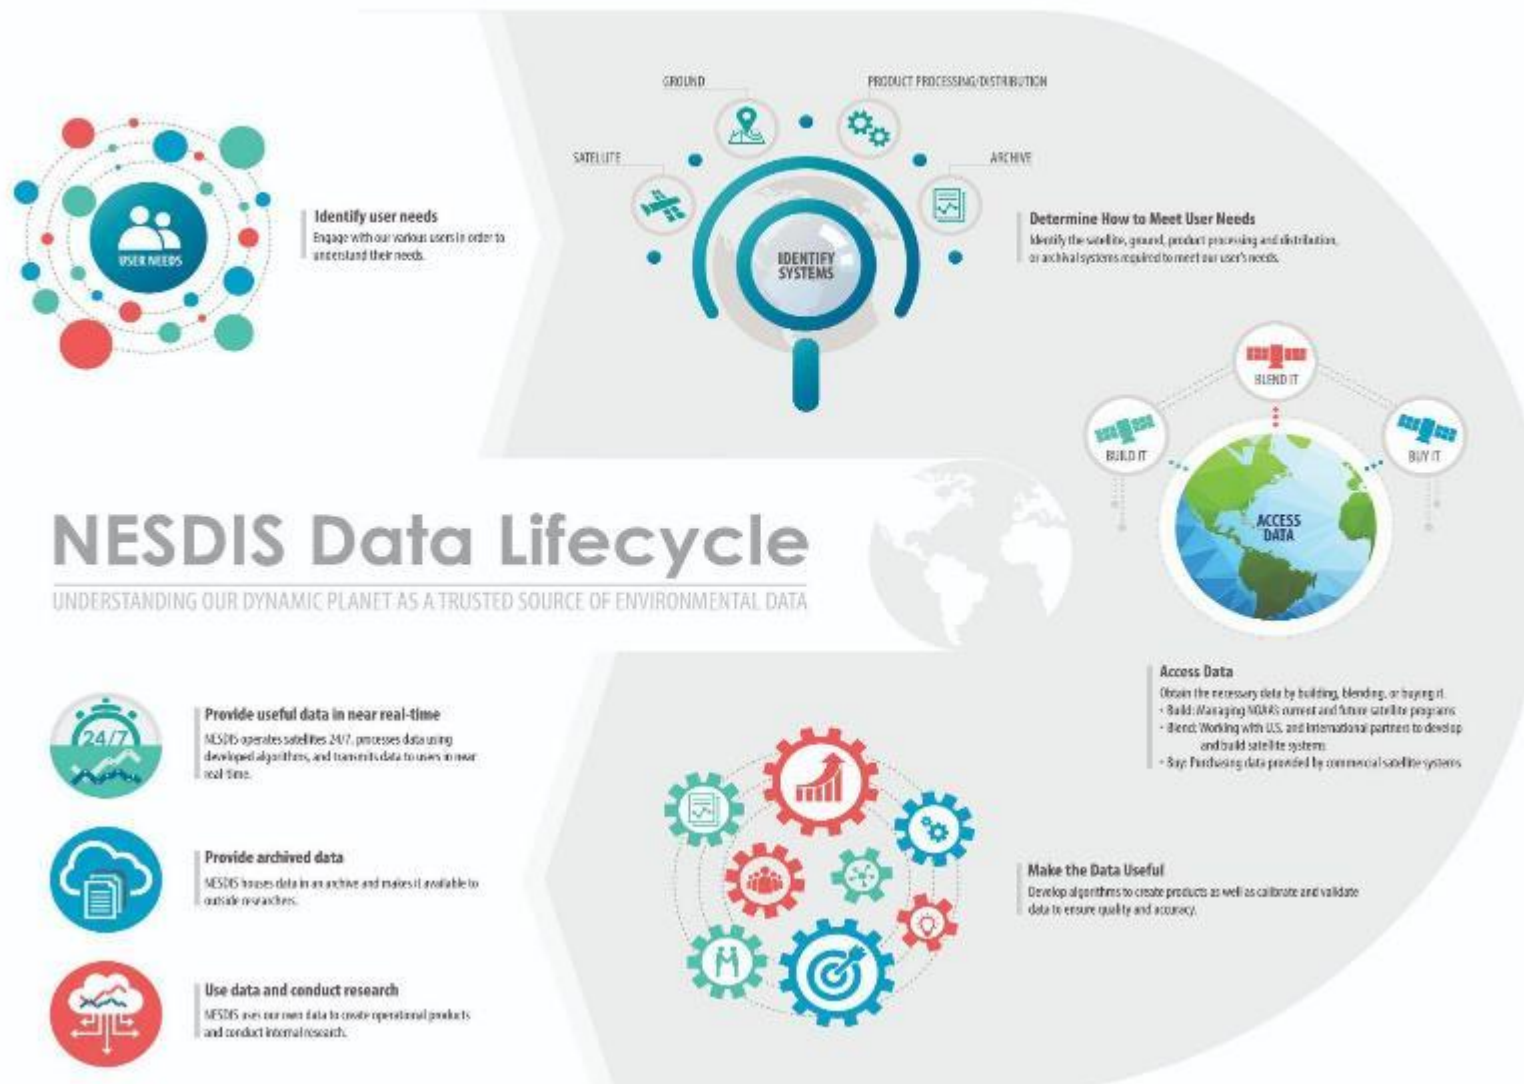 GROUND
PRODUCT PROCESSING/DISTRIBUTION
SATELLITE
ARCHIVE
USER NEEDS
Identify user needs
Engage with our various users in order to
understand their needs.
IDENTIFY
SYSTEMS
Determine How to Meet User Needs
Identify the satellite, ground, product processing and distribution,
or archival systems required to meet our user's needs.
BLEND IT
BUILD IT
BUY IT
ACCESS
DATA
NESDIS Data Lifecycle
UNDERSTANDING OUR DYNAMIC PLANET AS A TRUSTED SOURCE OF ENVIRONMENTAL DATA
Access Data
Obtain the necessary data by building, blending, or buying it.
• Build: Managing NOAA's current and future satellite programs
• Blend: Working with U.S. and international partners to develop
and build satellite systems
• Buy: Purchasing data provided by commercial satellite systems
24/7
Provide useful data in near real-time
NESDIS operates satellites 24/7, processes data using
developed algorithms, and transmits data to users in near
real-time.
Provide archived data
NESDIS houses data in an archive and makes it available to
outside researchers.
Make the Data Useful
Develop algorithms to create products as well as calibrate and validate
data to ensure quality and accuracy.
Use data and conduct research
NESDIS uses our own data to create operational products
and conduct internal research.